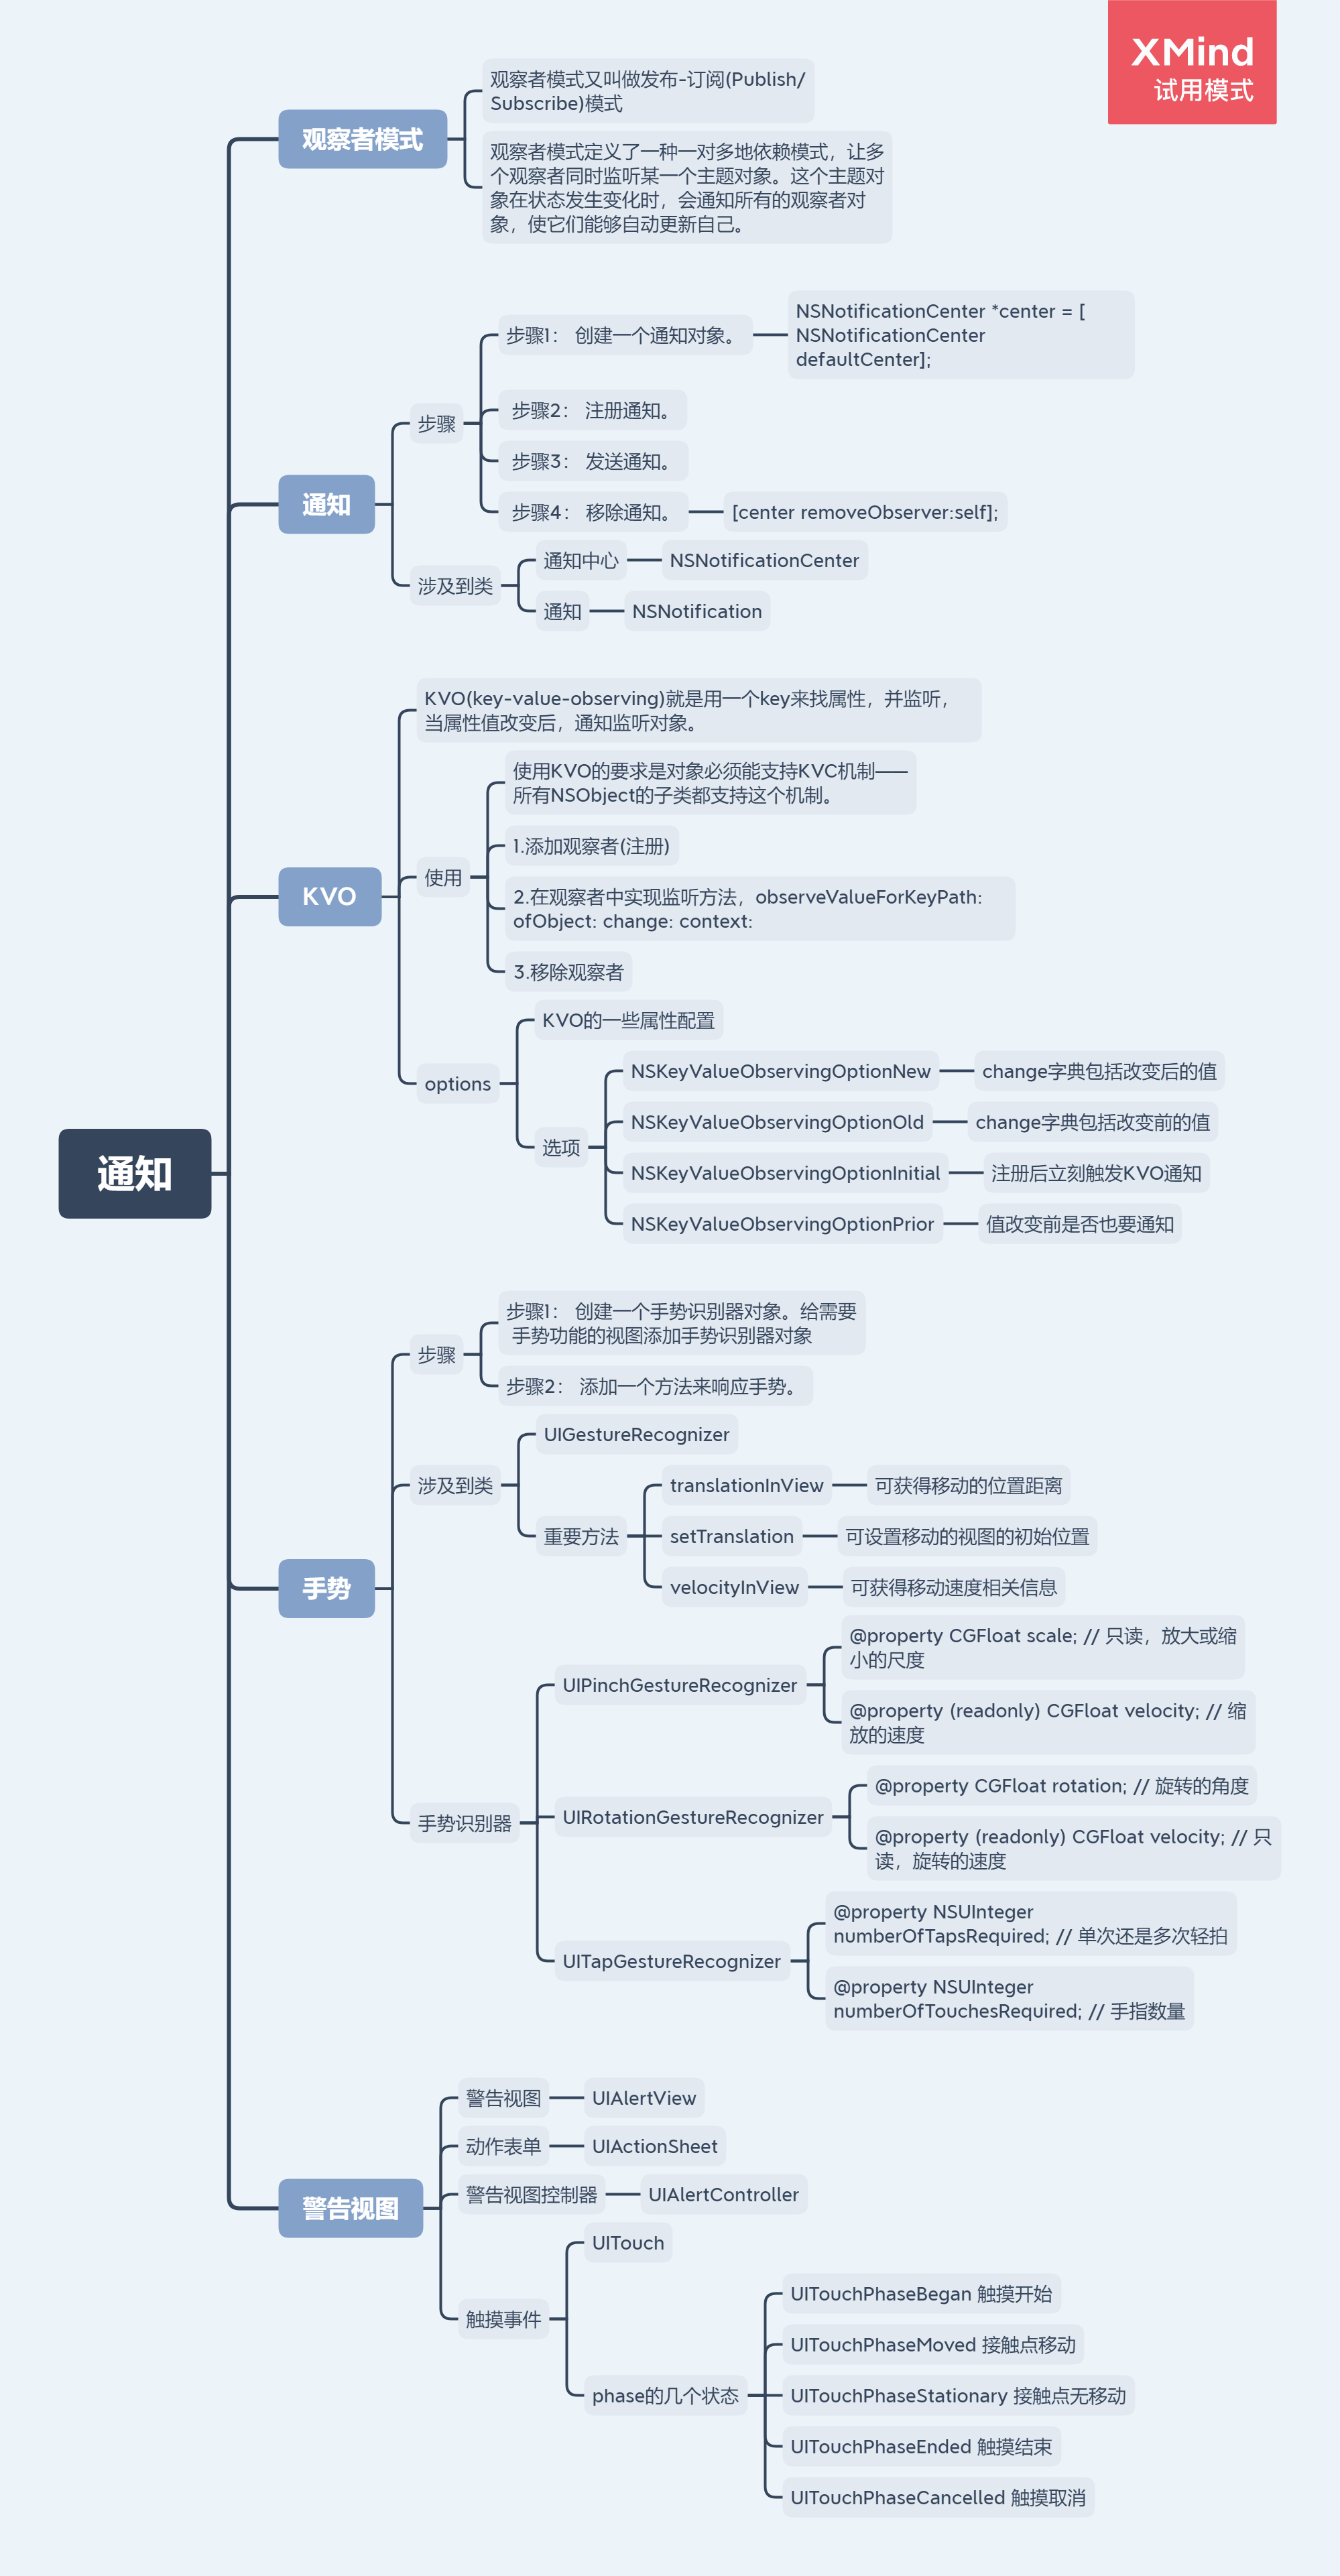 XMind
试用模式
通知
观察者模式
观察者模式又叫做发布-订阅(Publish/
Subscribe)模式
观察者模式定义了一种一对多地依赖模式，让多
个观察者同时监听某一个主题对象。这个主题对
象在状态发生变化时，会通知所有的观察者对
象，使它们能够自动更新自己。
通知
步骤
步骤1： 创建一个通知对象。
NSNotificationCenter *center = [
NSNotificationCenter
defaultCenter];
步骤2： 注册通知。
步骤3： 发送通知。
步骤4： 移除通知。
[center removeObserver:self];
涉及到类
通知中心
NSNotificationCenter
通知
NSNotification
KVO
KVO(key-value-observing)就是用一个key来找属性，并监听，
当属性值改变后，通知监听对象。
使用
使用KVO的要求是对象必须能支持KVC机制——
所有NSObject的子类都支持这个机制。
1.添加观察者(注册)
2.在观察者中实现监听方法，observeValueForKeyPath:
ofObject: change: context:
3.移除观察者
options
KVO的一些属性配置
选项
NSKeyValueObservingOptionNew
change字典包括改变后的值
NSKeyValueObservingOptionOld
change字典包括改变前的值
NSKeyValueObservingOptionInitial
注册后立刻触发KVO通知
NSKeyValueObservingOptionPrior
值改变前是否也要通知
手势
步骤
步骤1： 创建一个手势识别器对象。给需要
手势功能的视图添加手势识别器对象
步骤2： 添加一个方法来响应手势。
涉及到类
UIGestureRecognizer
重要方法
translationInView
可获得移动的位置距离
setTranslation
可设置移动的视图的初始位置
velocityInView
可获得移动速度相关信息
手势识别器
UIPinchGestureRecognizer
@property CGFloat scale; // 只读，放大或缩
小的尺度
@property (readonly) CGFloat velocity; // 缩
放的速度
UIRotationGestureRecognizer
@property CGFloat rotation; // 旋转的角度
@property (readonly) CGFloat velocity; // 只
读，旋转的速度
UITapGestureRecognizer
@property NSUInteger
numberOfTapsRequired; // 单次还是多次轻拍
@property NSUInteger
numberOfTouchesRequired; // 手指数量
警告视图
警告视图
UIAlertView
动作表单
UIActionSheet
警告视图控制器
UIAlertController
触摸事件
UITouch
phase的几个状态
UITouchPhaseBegan 触摸开始
UITouchPhaseMoved 接触点移动
UITouchPhaseStationary 接触点无移动
UITouchPhaseEnded 触摸结束
UITouchPhaseCancelled 触摸取消